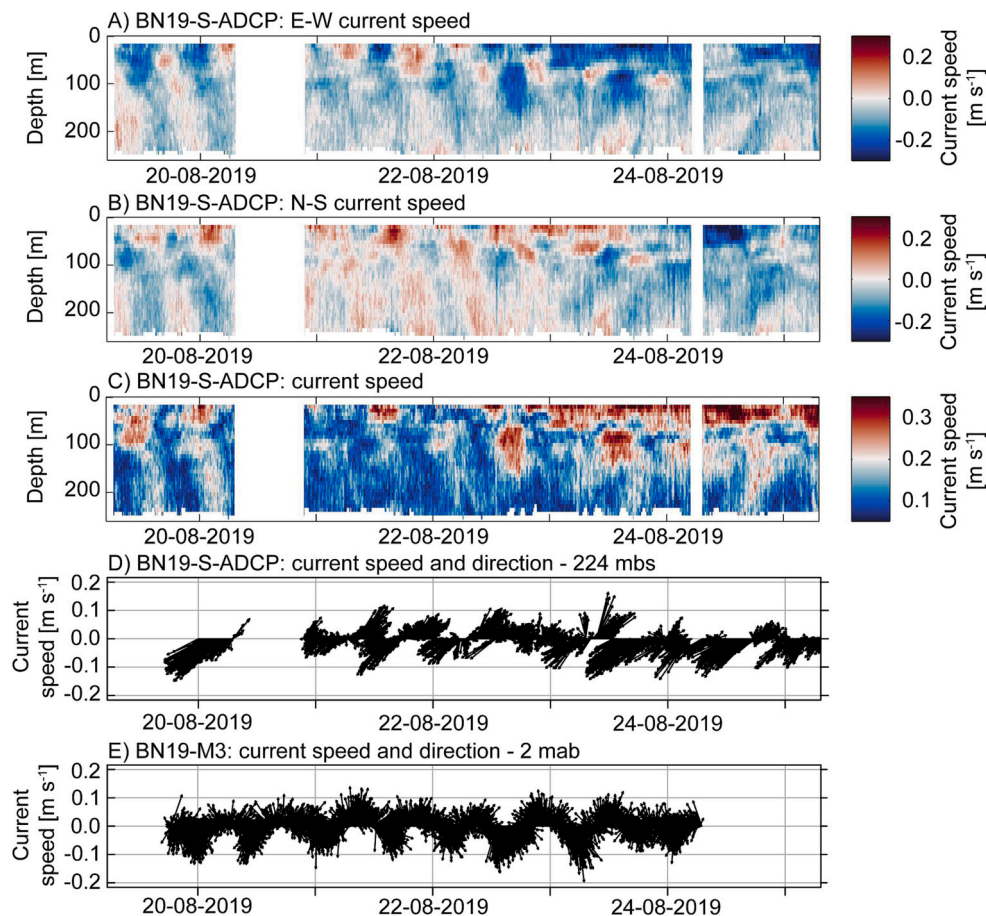 A) BN19-S-ADCP: E-W current speed
0
100
200
Depth [m]
20-08-2019
22-08-2019
24-08-2019
0.2
0.0
-0.2
Current speed
[m s-1]
B) BN19-S-ADCP: N-S current speed
0
100
200
Depth [m]
20-08-2019
22-08-2019
24-08-2019
0.2
0.0
-0.2
Current speed
[m s-1]
C) BN19-S-ADCP: current speed
0
100
200
Depth [m]
20-08-2019
22-08-2019
24-08-2019
0.3
0.2
0.1
Current speed
[m s-1]
D) BN19-S-ADCP: current speed and direction - 224 mbs
0.2
0.1
0.0
-0.1
-0.2
Current
speed [m s-1]
20-08-2019
22-08-2019
24-08-2019
E) BN19-M3: current speed and direction - 2 mab
0.2
0.1
0.0
-0.1
-0.2
Current
speed [m s-1]
20-08-2019
22-08-2019
24-08-2019